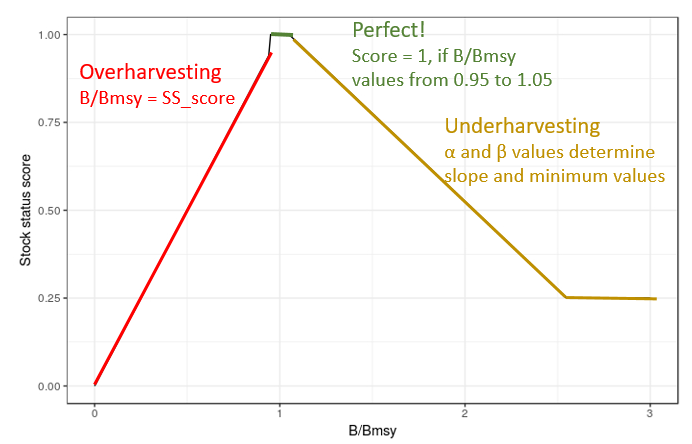 Perfect!
Score = 1, if B/Bmsy
values from 0.95 to 1.05
Overharvesting
B/Bmsy = SS_score
Underharvesting
α and β values determine
slope and minimum values
Stock status score
1.00
0.75
0.50
0.25
0.00
0
1
2
3
B/Bmsy